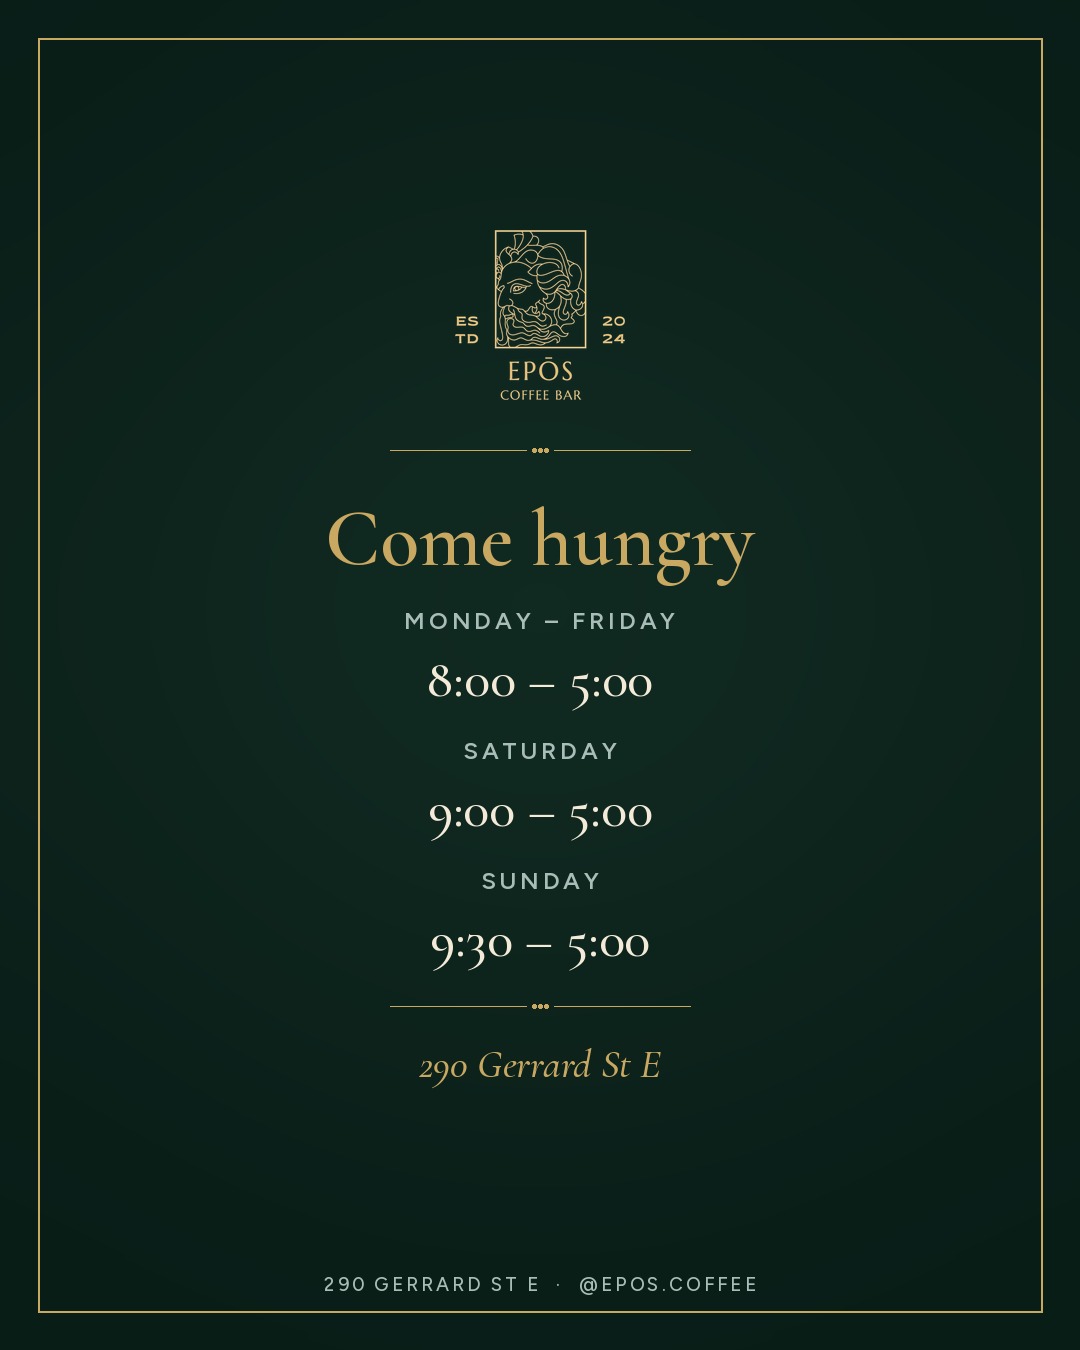 ES
TD
20
24
EPŌS
COFFEE BAR
Come hungry
MONDAY – FRIDAY
8:00 – 5:00
SATURDAY
9:00 – 5:00
SUNDAY
9:30 – 5:00
290 Gerrard St E
290 GERRARD ST E · @EPOS.COFFEE